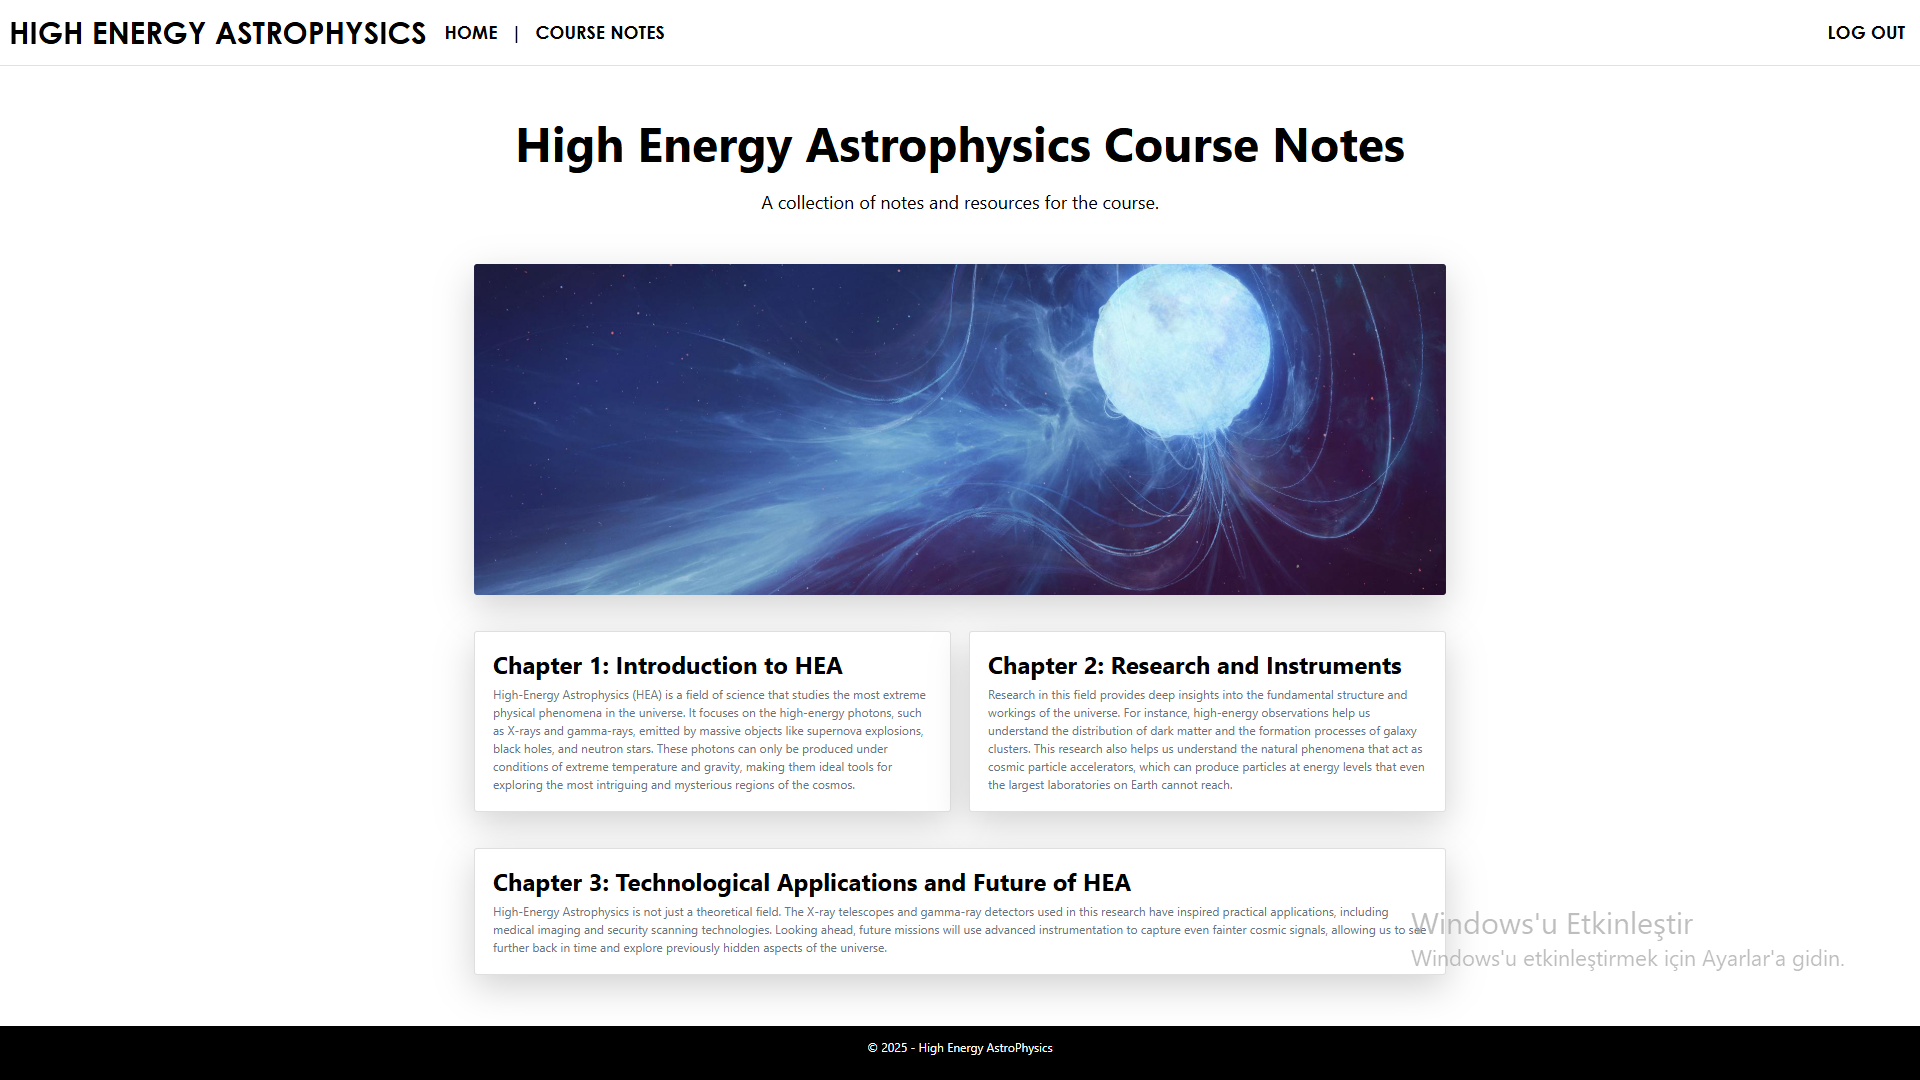 HIGH ENERGY ASTROPHYSICS HOME | COURSE NOTES LOG OUT
High Energy Astrophysics Course Notes
A collection of notes and resources for the course.
Chapter 1: Introduction to HEA
High-Energy Astrophysics (HEA) is a field of science that studies the most extreme
physical phenomena in the universe. It focuses on the high-energy photons, such
as X-rays and gamma-rays, emitted by massive objects like supernova explosions,
black holes, and neutron stars. These photons can only be produced under
conditions of extreme temperature and gravity, making them ideal tools for
exploring the most intriguing and mysterious regions of the cosmos.
Chapter 2: Research and Instruments
Research in this field provides deep insights into the fundamental structure and
workings of the universe. For instance, high-energy observations help us
understand the distribution of dark matter and the formation processes of galaxy
clusters. This research also helps us understand the natural phenomena that act as
cosmic particle accelerators, which can produce particles at energy levels that even
the largest laboratories on Earth cannot reach.
Chapter 3: Technological Applications and Future of HEA
High-Energy Astrophysics is not just a theoretical field. The X-ray telescopes and gamma-ray detectors used in this research have inspired practical applications, including
medical imaging and security scanning technologies. Looking ahead, future missions will use advanced instrumentation to capture even fainter cosmic signals, allowing us to see
further back in time and explore previously hidden aspects of the universe.
Windows'u Etkinleştir
Windows'u etkinleştirmek için Ayarlar'a gidin.
© 2025 - High Energy AstroPhysics